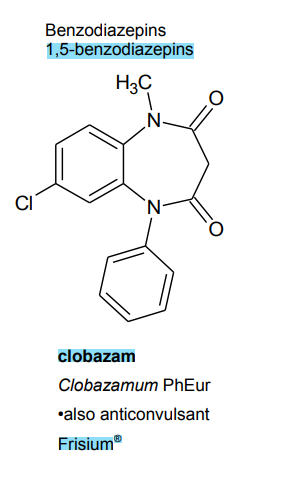 Benzodiazepins
1,5-benzodiazepins
H₃C
N
O
Cl
N
O
clobazam
Clobazamum PhEur
•also anticonvulsant
Frisium®